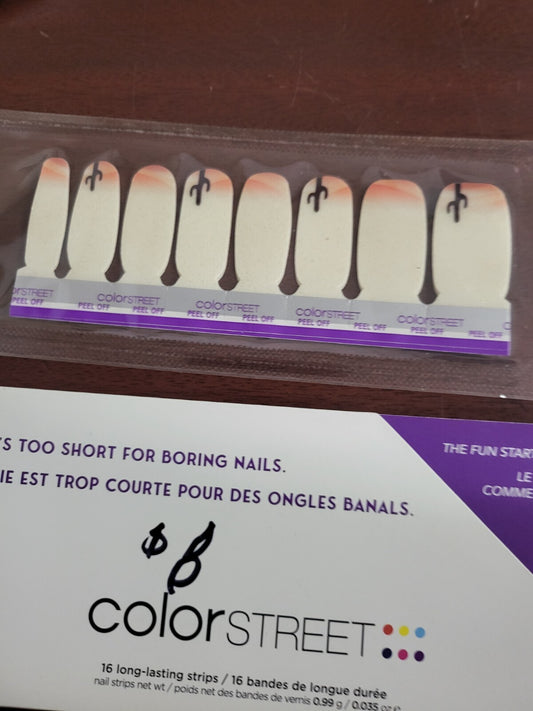 colorSTREET colorSTREET colorSTREET colorSTREET
PEEL OFF PEEL OFF PEEL OFF PEEL OFF PEEL OFF PEEL OFF PEEL OFF PEEL OFF
'S TOO SHORT FOR BORING NAILS.
IE EST TROP COURTE POUR DES ONGLES BANALS.
THE FUN START
LE
COMME
$8
colorSTREET
16 long-lasting strips / 16 bandes de longue durée
nail strips net wt / poids net des bandes de vernis 0.99 g / 0.035 oz